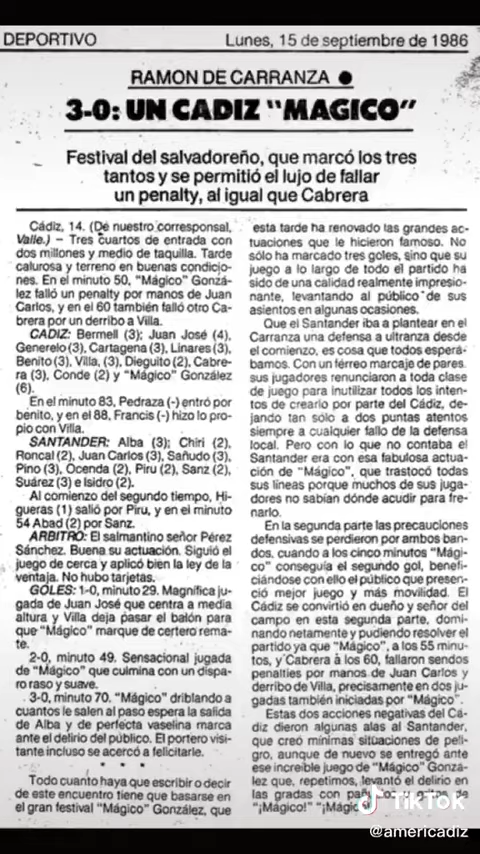 DEPORTIVO
Lunes, 15 de septiembre de 1986
RAMON DE CARRANZA ●
3-0: UN CADIZ "MAGICO"
Festival del salvadoreño, que marcó los tres
tantos y se permitió el lujo de fallar
un penalty, al igual que Cabrera
Cádiz, 14. (De nuestro corresponsal,
Valle.) – Tres cuartos de entrada con
dos millones y medio de taquilla. Tarde
calurosa y terreno en buenas condicio-
nes. En el minuto 50, "Mágico" Gonzá-
lez falló un penalty por manos de Juan
Carlos, y en el 60 también falló otro Ca-
brera por un derribo a Villa.
CADIZ: Bermell (3); Juan José (4),
Generelo (3), Cartagena (3), Linares (3),
Benito (3), Villa, (3), Dieguito (2), Cabre-
ra (3), Conde (2) y "Mágico" González
(6).
En el minuto 83, Pedraza (-) entró por
benito, y en el 88, Francis (-) hizo lo pro-
pio con Villa.
SANTANDER: Alba (3); Chiri (2),
Roncal (2), Juan Carlos (3), Sañudo (3),
Pino (3), Ocenda (2), Piru (2), Sanz (2),
Suárez (3) e Isidro (2).
Al comienzo del segundo tiempo, Hi-
gueras (1) salió por Piru, y en el minuto
54 Abad (2) por Sanz.
ARBITRO: El salmantino señor Pérez
Sánchez. Buena su actuación. Siguió el
juego de cerca y aplicó bien la ley de la
ventaja. No hubo tarjetas.
GOLES: 1-0, minuto 29. Magnífica ju-
gada de Juan José que centra a media
altura y Villa deja pasar el balón para
que "Mágico" marque de certero rema-
te.
2-0, minuto 49. Sensacional jugada
de "Mágico" que culmina con un dispa-
ro raso y suave.
3-0, minuto 70. "Mágico" driblando a
cuantos le salen al paso espera la salida
de Alba y de perfecta vaselina marca
ante el delirio del público. El portero visi-
tante incluso se acercó a felicitarle.
* * *
Todo cuanto haya que escribir o decir
de este encuentro tiene que basarse en
el gran festival "Mágico" González, que
esta tarde ha renovado las grandes ac-
tuaciones que le hicieron famoso. No
sólo ha marcado tres goles, sino que su
juego a lo largo de todo el partido ha
sido de una calidad realmente impresio-
nante, levantando al público de sus
asientos en algunas ocasiones.
Que el Santander iba a plantear en el
Carranza una defensa a ultranza desde
el comienzo, es cosa que todos esperá-
bamos. Con un férreo marcaje de pares
sus jugadores renunciaron a toda clase
de juego para inutilizar todos los inten-
tos de crearlo por parte del Cádiz, de-
jando tan solo a dos puntas atentos
siempre a cualquier fallo de la defensa
local. Pero con lo que no contaba el
Santander era con esa fabulosa actua-
ción de "Mágico", que trastocó todas
sus líneas porque muchos de sus juga-
dores no sabían dónde acudir para fre-
narlo.
En la segunda parte las precauciones
defensivas se perdieron por ambos ban-
dos, cuando a los cinco minutos "Mági-
co" conseguía el segundo gol, benefi-
ciándose con ello el público que presen-
ció mejor juego y más movilidad. El
Cádiz se convirtió en dueño y señor del
campo en esta segunda parte, domi-
nando netamente y pudiendo resolver el
partido ya que "Mágico", a los 55 minu-
tos, y Cabrera a los 60, fallaron sendos
penalties por manos de Juan Carlos y
derribo de Villa, precisamente en dos ju-
gadas también iniciadas por "Mágico".
Estas dos acciones negativas del Cá-
diz dieron algunas alas al Santander,
que creó mínimas situaciones de peli-
gro, aunque de nuevo se entregó ante
ese increíble juego de "Mágico" Gonzá-
lez que, repetimos, levantó el delirio en
las gradas con gritos de
"¡Mágico!" "¡Mágico!"
TikTok
@americadiz